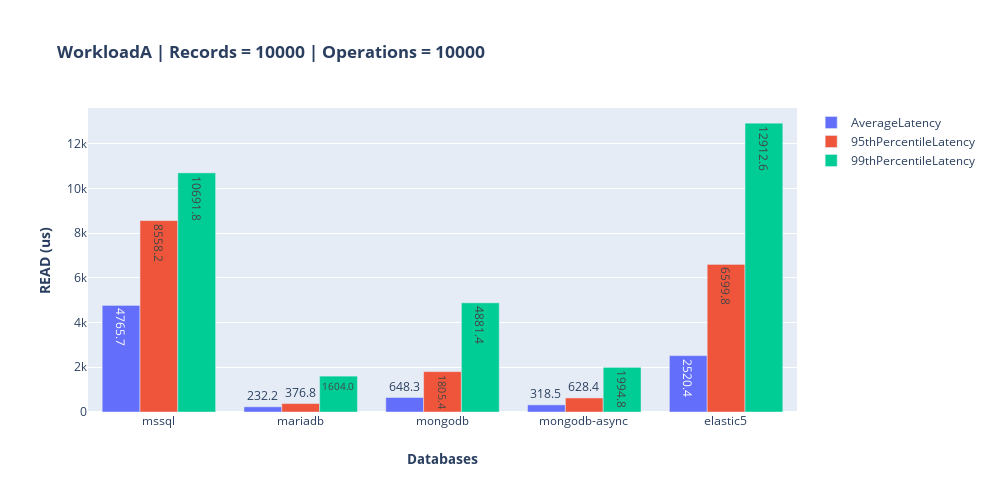 WorkloadA | Records = 10000 | Operations = 10000
AverageLatency
95thPercentileLatency
99thPercentileLatency
READ (us)
12k
10k
8k
6k
4k
2k
0
4765.7
8558.2
10691.8
232.2
376.8
1604.0
648.3
1805.4
4881.4
318.5
628.4
1994.8
2520.4
6599.8
12912.6
mssql
mariadb
mongodb
mongodb-async
elastic5
Databases